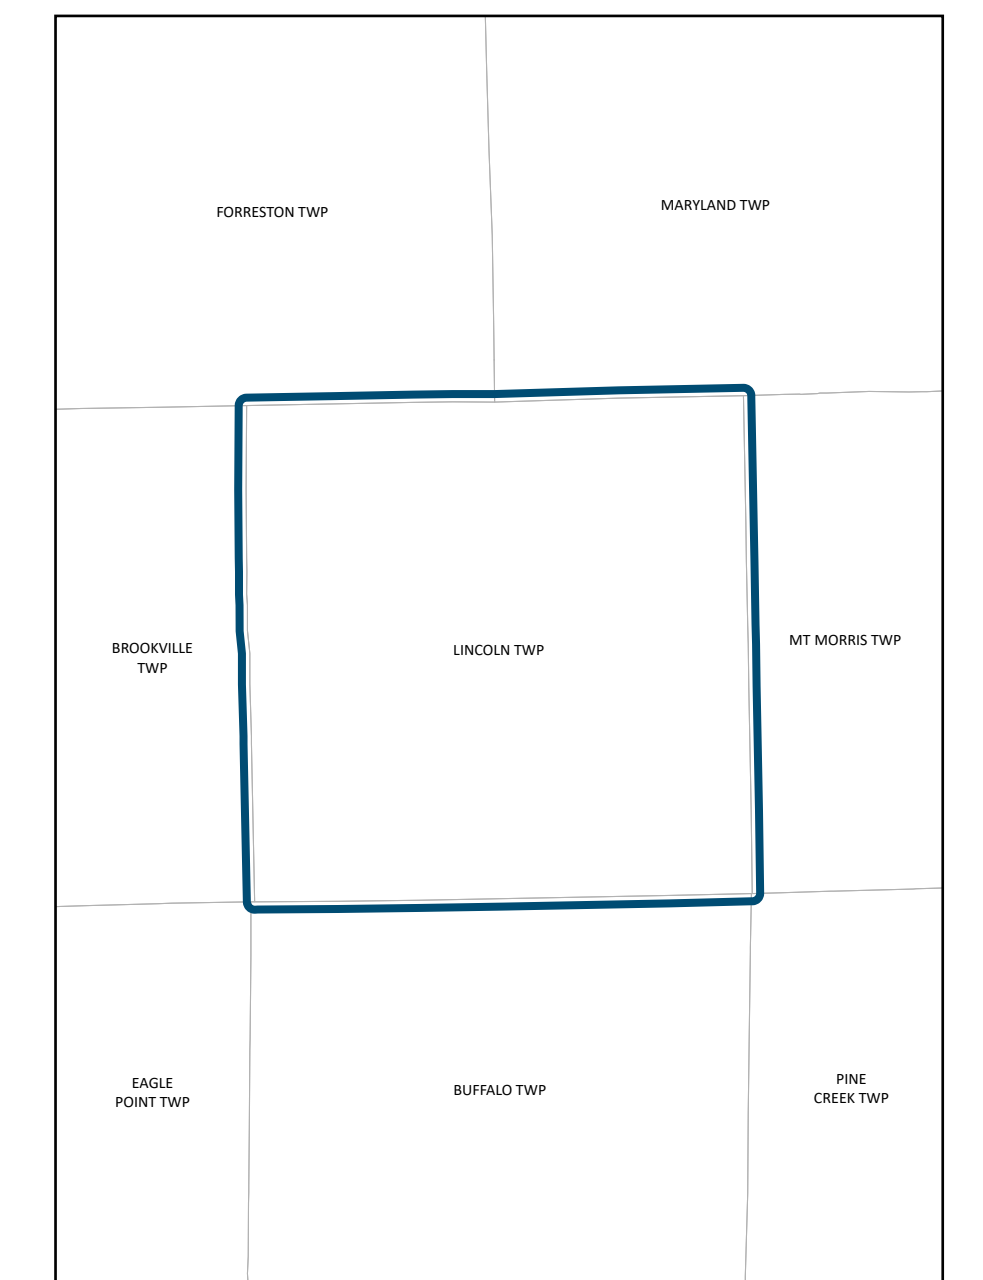 FORRESTON TWP
MARYLAND TWP
BROOKVILLE
TWP
LINCOLN TWP
MT MORRIS TWP
EAGLE
POINT TWP
BUFFALO TWP
PINE
CREEK TWP